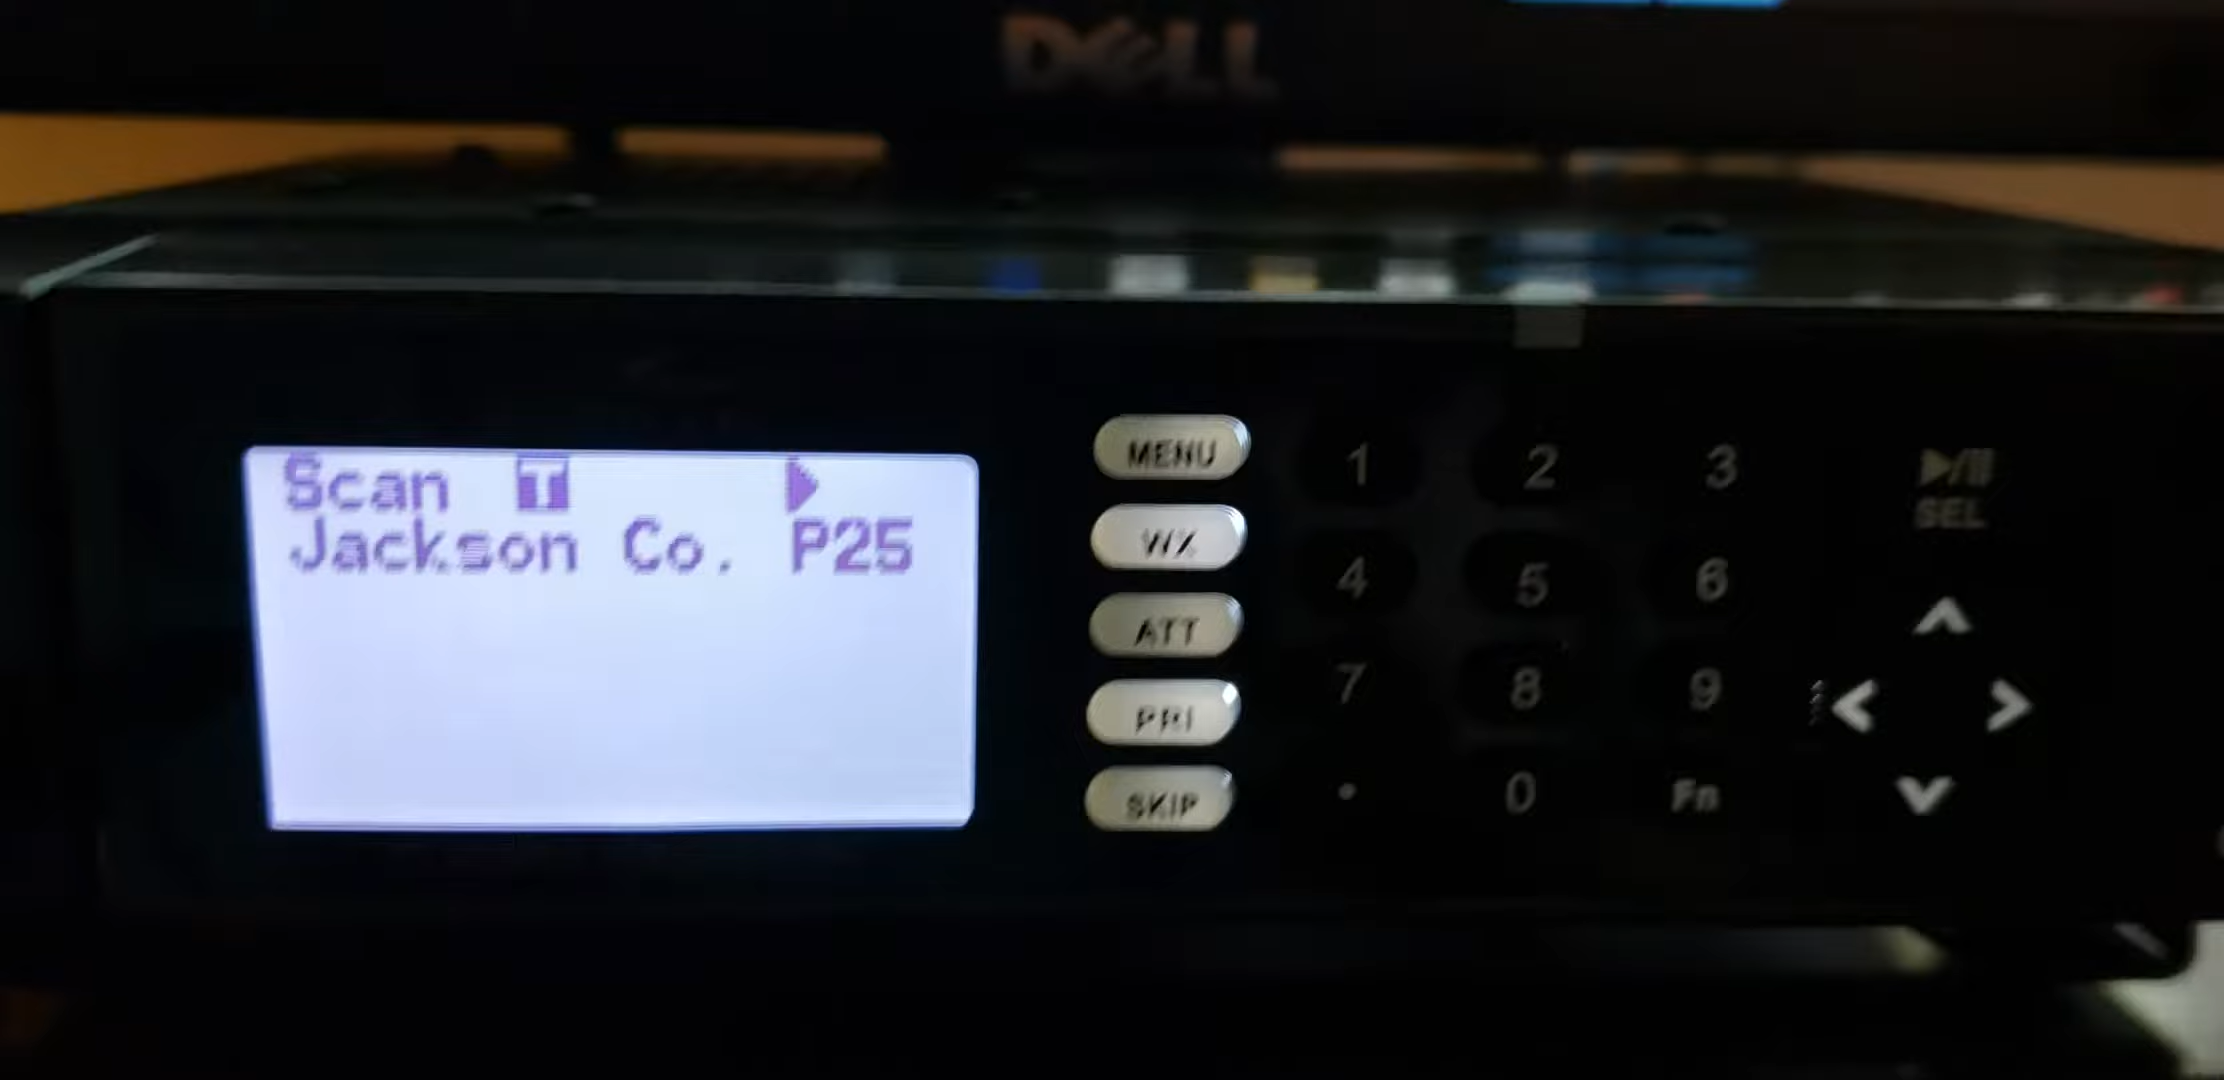 DELL
Scan T ▶
Jackson Co. P25
MENU
WX
ATT
PRI
SKIP
1 2 3
4 5 6
7 8 9
. 0 Fn
▶/II
SEL